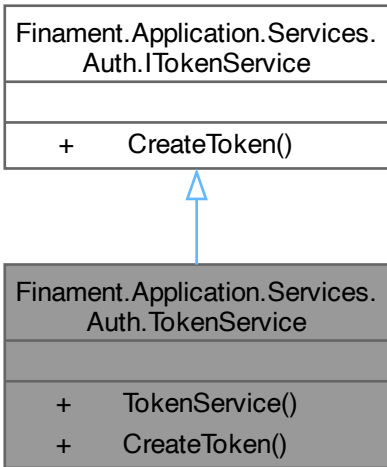 Finament.Application.Services.
Auth.ITokenService
+ CreateToken()
Finament.Application.Services.
Auth.TokenService
+ TokenService()
+ CreateToken()